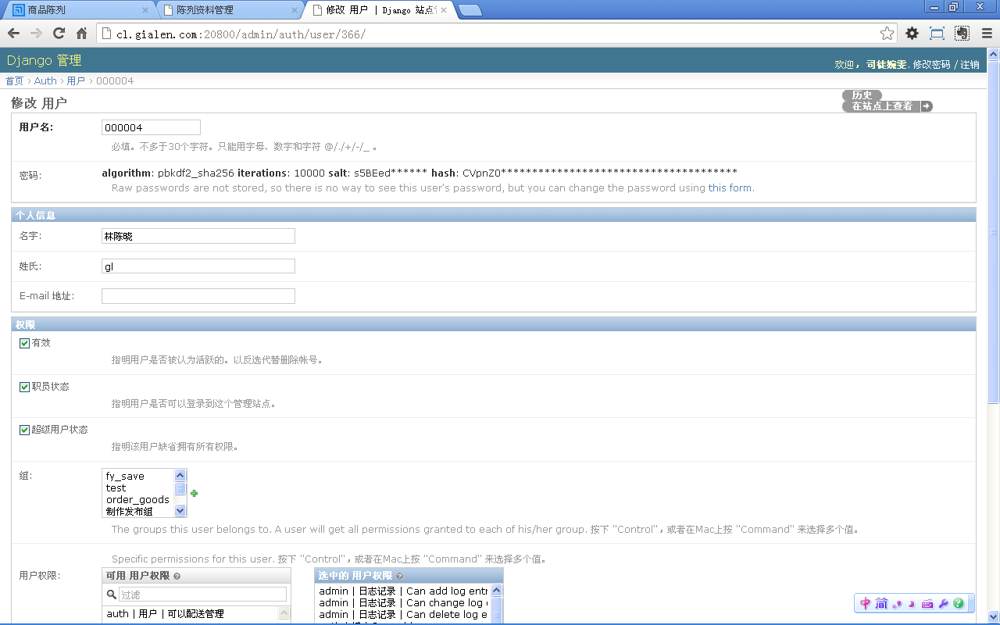 商品陈列
陈列资料管理
修改 用户 | Django 站点
cl.gialen.com:20800/admin/auth/user/366/
Django 管理
欢迎，司徒婉雯. 修改密码 / 注销
首页 › Auth › 用户 › 000004
修改 用户
历史
在站点上查看
用户名: 000004
必填。不多于30个字符。只能用字母、数字和字符 @/./+/-/_ 。
密码: algorithm: pbkdf2_sha256 iterations: 10000 salt: s5BEed****** hash: CVpnZ0**************************************
Raw passwords are not stored, so there is no way to see this user's password, but you can change the password using this form.
个人信息
名字: 林陈晓
姓氏: gl
E-mail 地址:
权限
有效
指明用户是否被认为活跃的。以反选代替删除帐号。
职员状态
指明用户是否可以登录到这个管理站点。
超级用户状态
指明该用户缺省拥有所有权限。
组:
fy_save
test
order_goods
制作发布组
The groups this user belongs to. A user will get all permissions granted to each of his/her group. 按下 "Control"，或者在Mac上按 "Command" 来选择多个值。
Specific permissions for this user. 按下 "Control"，或者在Mac上按 "Command" 来选择多个值。
用户权限:
可用 用户权限
过滤
auth | 用户 | 可以配送管理
选中的 用户权限
admin | 日志记录 | Can add log entr
admin | 日志记录 | Can change log
admin | 日志记录 | Can delete log e
中 简